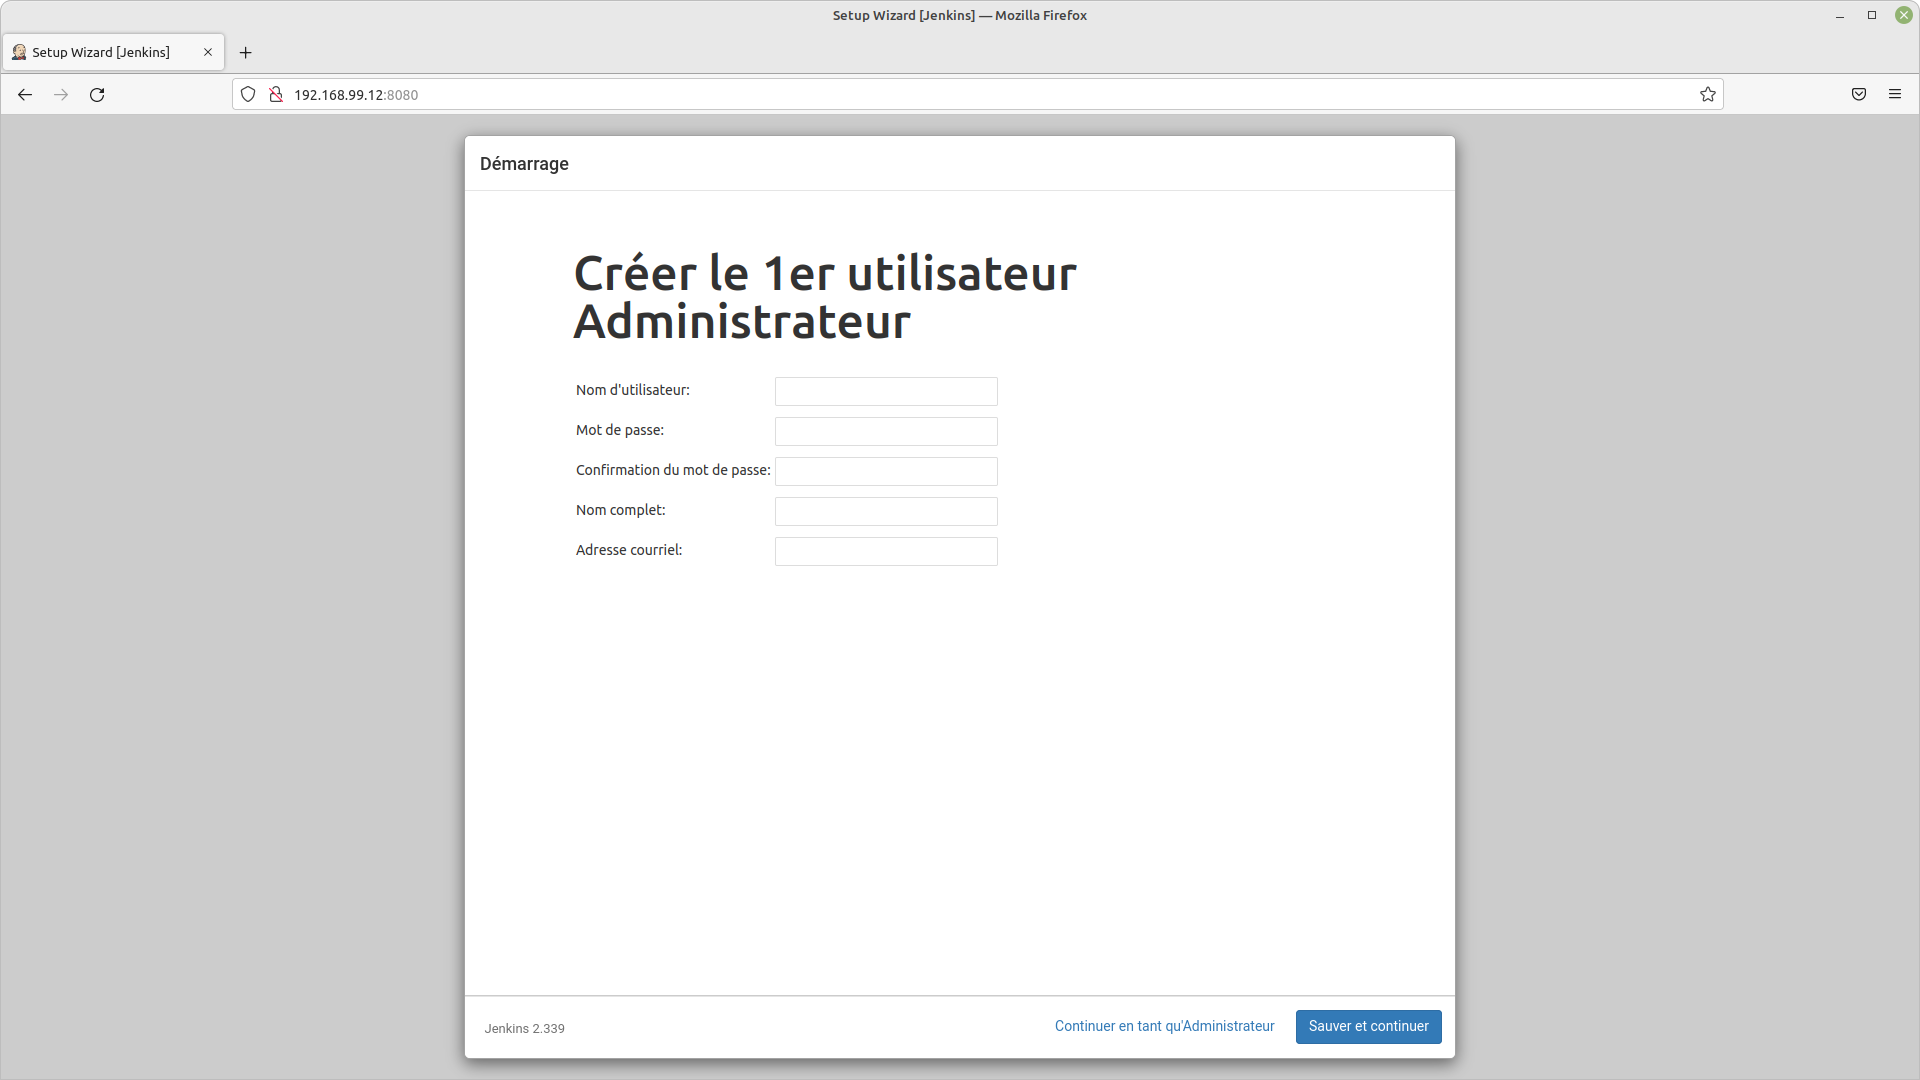 Setup Wizard [Jenkins] — Mozilla Firefox
Setup Wizard [Jenkins]
192.168.99.12:8080
Démarrage
Créer le 1er utilisateur
Administrateur
Nom d'utilisateur:
Mot de passe:
Confirmation du mot de passe:
Nom complet:
Adresse courriel:
Jenkins 2.339
Continuer en tant qu'Administrateur
Sauver et continuer